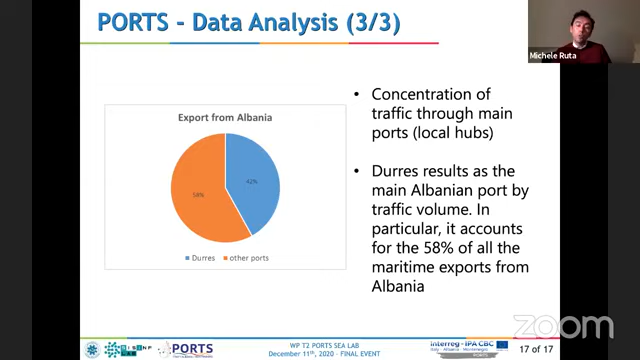 PORTS - Data Analysis (3/3)
Michele Ruta
Export from Albania
42%
58%
Durres other ports
• Concentration of
traffic through main
ports (local hubs)
• Durres results as the
main Albanian port by
traffic volume. In
particular, it accounts
for the 58% of all the
maritime exports from
Albania
LAB
PORTS
WP T2 PORTS SEA LAB
December 11th, 2020 - FINAL EVENT
Interreg - IPA CBC
Italy - Albania - Montenegro
PORTS
17 of 17
zoom